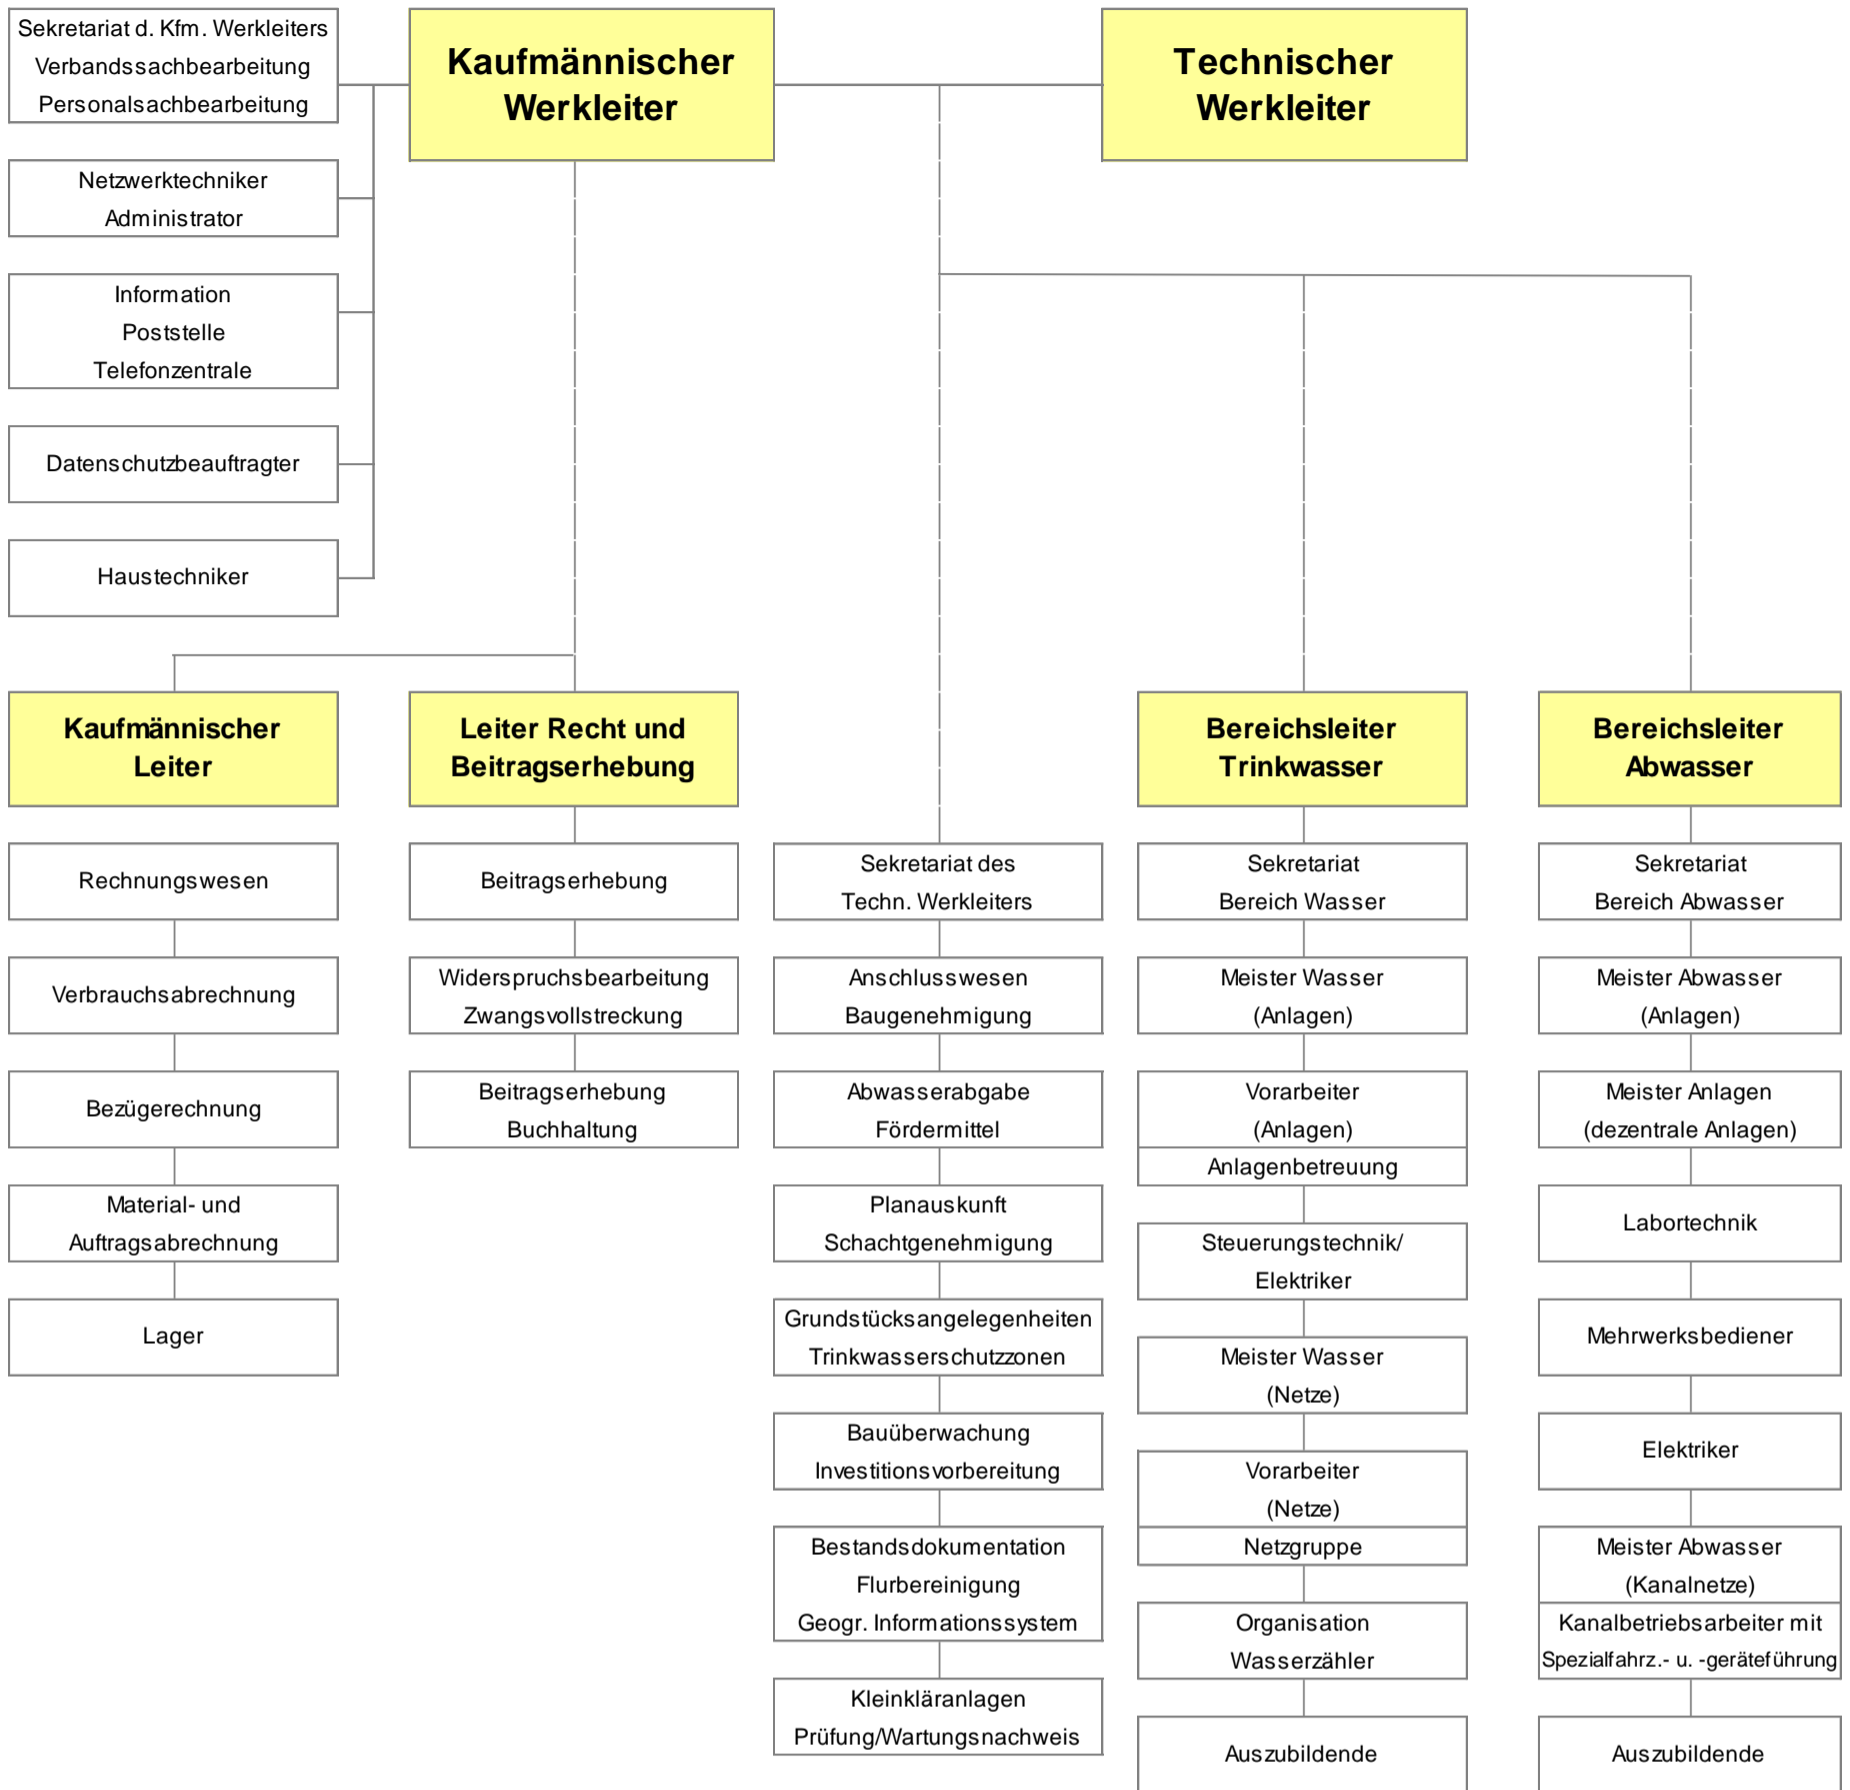 Sekretariat d. Kfm. Werkleiters
Verbandssachbearbeitung
Personalsachbearbeitung
Kaufmännischer
Werkleiter
Technischer
Werkleiter
Netzwerktechniker
Administrator
Information
Poststelle
Telefonzentrale
Datenschutzbeauftragter
Haustechniker
Kaufmännischer
Leiter
Rechnungswesen
Verbrauchsabrechnung
Bezügerechnung
Material- und
Auftragsabrechnung
Lager
Leiter Recht und
Beitragserhebung
Beitragserhebung
Widerspruchsbearbeitung
Zwangsvollstreckung
Beitragserhebung
Buchhaltung
Sekretariat des
Techn. Werkleiters
Anschlusswesen
Baugenehmigung
Abwasserabgabe
Fördermittel
Planauskunft
Schachtgenehmigung
Grundstücksangelegenheiten
Trinkwasserschutzzonen
Bauüberwachung
Investitionsvorbereitung
Bestandsdokumentation
Flurbereinigung
Geogr. Informationssystem
Kleinkläranlagen
Prüfung/Wartungsnachweis
Bereichsleiter
Trinkwasser
Sekretariat
Bereich Wasser
Meister Wasser
(Anlagen)
Vorarbeiter
(Anlagen)
Anlagenbetreuung
Steuerungstechnik/
Elektriker
Meister Wasser
(Netze)
Vorarbeiter
(Netze)
Netzgruppe
Organisation
Wasserzähler
Auszubildende
Bereichsleiter
Abwasser
Sekretariat
Bereich Abwasser
Meister Abwasser
(Anlagen)
Meister Anlagen
(dezentrale Anlagen)
Labortechnik
Mehrwerksbediener
Elektriker
Meister Abwasser
(Kanalnetze)
Kanalbetriebsarbeiter mit
Spezialfahrz.- u. -geräteführung
Auszubildende